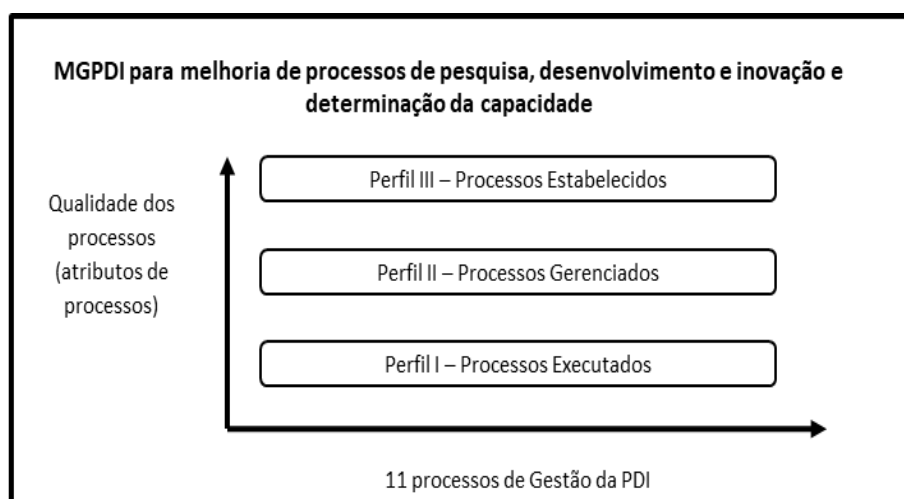 MGPDI para melhoria de processos de pesquisa, desenvolvimento e inovação e
determinação da capacidade
Qualidade dos
processos
(atributos de
processos)
Perfil III – Processos Estabelecidos
Perfil II – Processos Gerenciados
Perfil I – Processos Executados
11 processos de Gestão da PDI